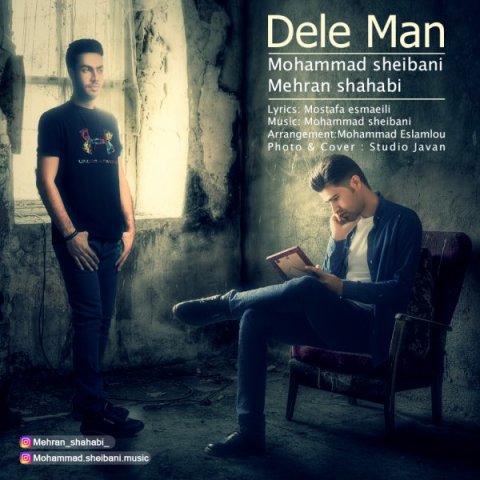 Dele Man
Mohammad sheibani
Mehran shahabi
Lyrics: Mostafa esmaeili
Music: Mohammad sheibani
Arrangement:Mohammad Eslamlou
Photo & Cover : Studio Javan
Mehran_shahabi_
Mohammad.sheibani.music